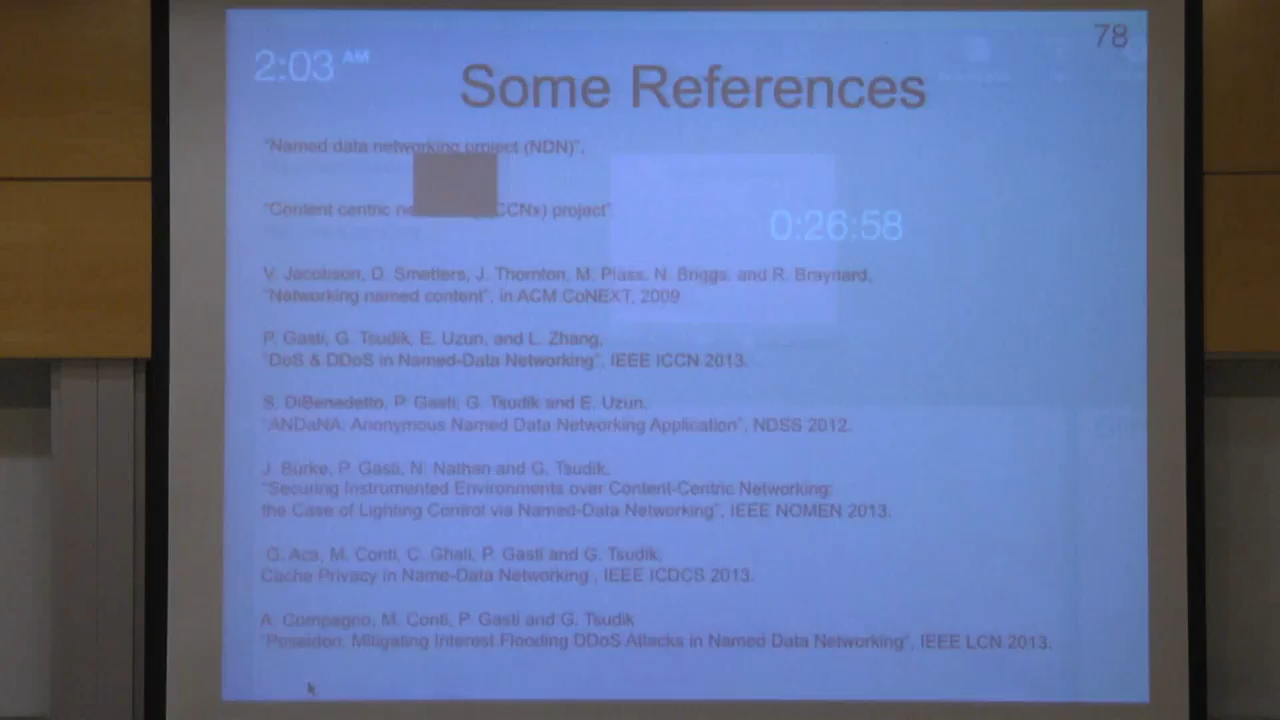 78
2:03 AM
Some References
"Named data networking project (NDN)",
"Content centric CCNx) project"
0:26:58
V. Jacobson, D. Smetters, J. Thornton, M. Plass, N. Briggs, and R. Braynard,
"Networking named content", in ACM CoNEXT, 2009
P. Gasti, G. Tsudik, E. Uzun, and L. Zhang,
"DoS & DDoS in Named-Data Networking", IEEE ICCN 2013.
S. DiBenedetto, P. Gasti, G. Tsudik and E. Uzun,
"ANDaNA: Anonymous Named Data Networking Application", NDSS 2012.
J. Burke, P. Gasti, N. Nathan and G. Tsudik,
"Securing Instrumented Environments over Content-Centric Networking:
the Case of Lighting Control via Named-Data Networking", IEEE NOMEN 2013.
G. Acs, M. Conti, C. Ghali, P. Gasti and G. Tsudik,
Cache Privacy in Name-Data Networking , IEEE ICDCS 2013.
A. Compagno, M. Conti, P. Gasti and G. Tsudik
"Poseidon: Mitigating Interest Flooding DDoS Attacks in Named Data Networking", IEEE LCN 2013.